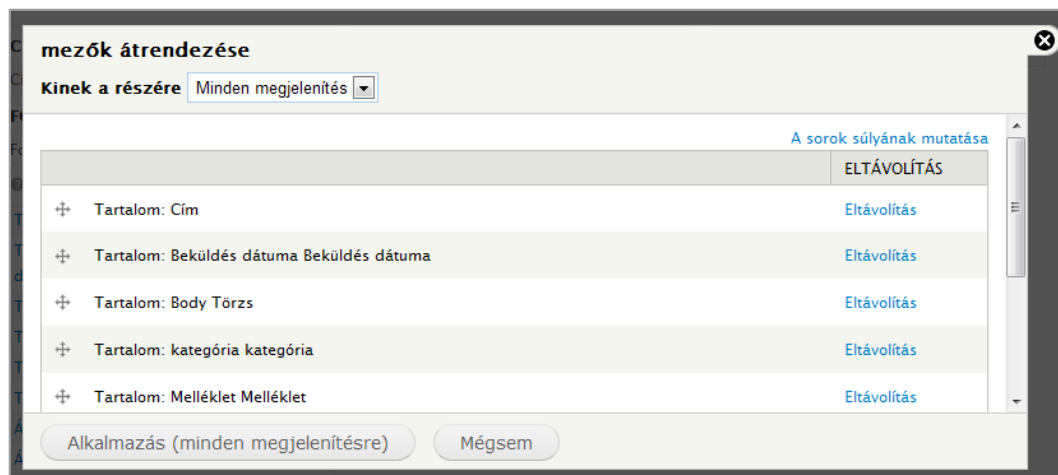 mezők átrendezése
Kinek a részére Minden megjelenítés
A sorok súlyának mutatása
ELTÁVOLÍTÁS
Tartalom: Cím Eltávolítás
Tartalom: Beküldés dátuma Beküldés dátuma Eltávolítás
Tartalom: Body Törzs Eltávolítás
Tartalom: kategória kategória Eltávolítás
Tartalom: Melléklet Melléklet Eltávolítás
Alkalmazás (minden megjelenítésre) Mégsem